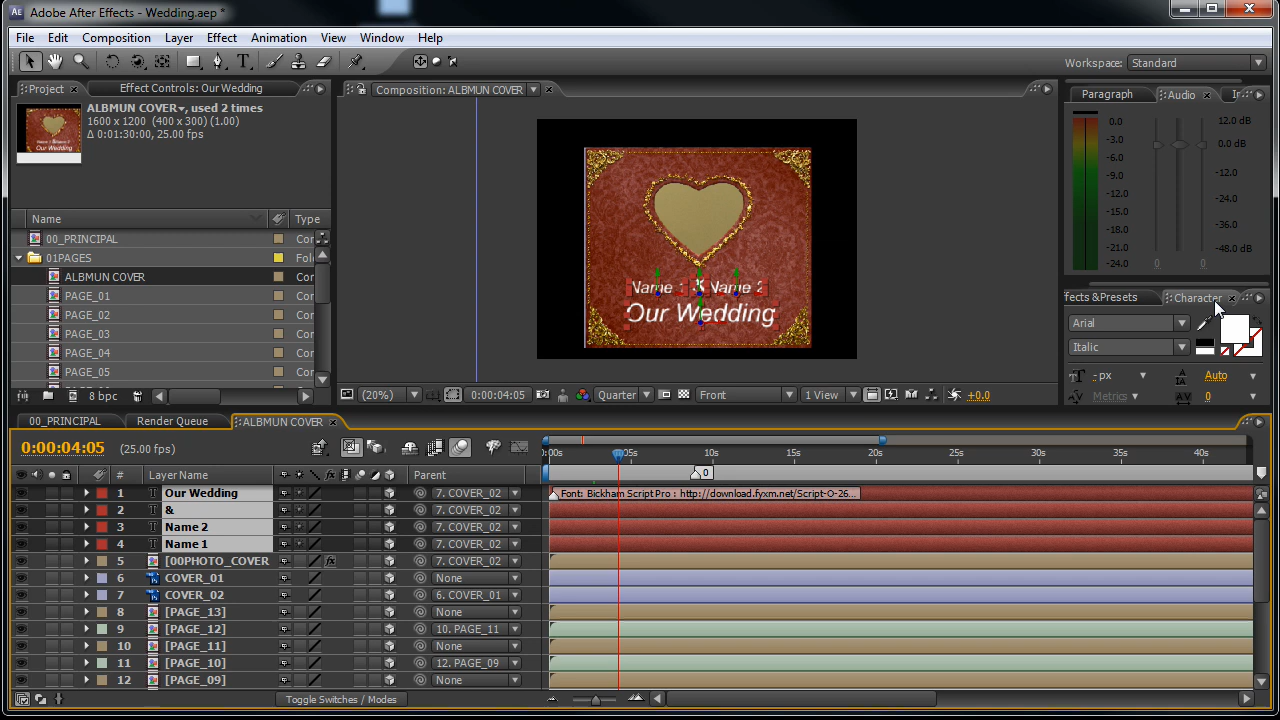 Adobe After Effects - Wedding.aep *
File Edit Composition Layer Effect Animation View Window Help
Workspace: Standard
Project Effect Controls: Our Wedding
ALBMUN COVER, used 2 times
1600 x 1200 (400 x 300) (1.00)
Δ 0:01:30:00, 25.00 fps
Name Type
00_PRINCIPAL Cor
01PAGES Fol
ALBMUN COVER Cor
PAGE_01 Cor
PAGE_02 Cor
PAGE_03 Cor
PAGE_04 Cor
PAGE_05 Cor
8 bpc
Composition: ALBMUN COVER
Name 1 & Name 2
Our Wedding
(20%) 0:00:04:05 Quarter Front 1 View +0.0
Paragraph Audio
0.0 12.0 dB
-3.0
-6.0 0.0 dB
-9.0
-12.0 -12.0
-15.0 -24.0
-18.0
-21.0 -36.0
-24.0 -48.0 dB
0 0
ffects&Presets Character
Arial
Italic
- px Auto
Metrics 0
00_PRINCIPAL Render Queue ALBMUN COVER
0:00:04:05 (25.00 fps)
:00s 05s 10s 15s 20s 25s 30s 35s 40s
0
# Layer Name Parent
1 T Our Wedding 7. COVER_02 Font: Bickham Script Pro : http://download.fyxm.net/Script-O-26...
2 T & 7. COVER_02
3 T Name 2 7. COVER_02
4 T Name 1 7. COVER_02
5 [00PHOTO_COVER fx 7. COVER_02
6 COVER_01 None
7 COVER_02 6. COVER_01
8 [PAGE_13] None
9 [PAGE_12] 10. PAGE_11
10 [PAGE_11] None
11 [PAGE_10] 12. PAGE_09
12 [PAGE_09] None
Toggle Switches / Modes